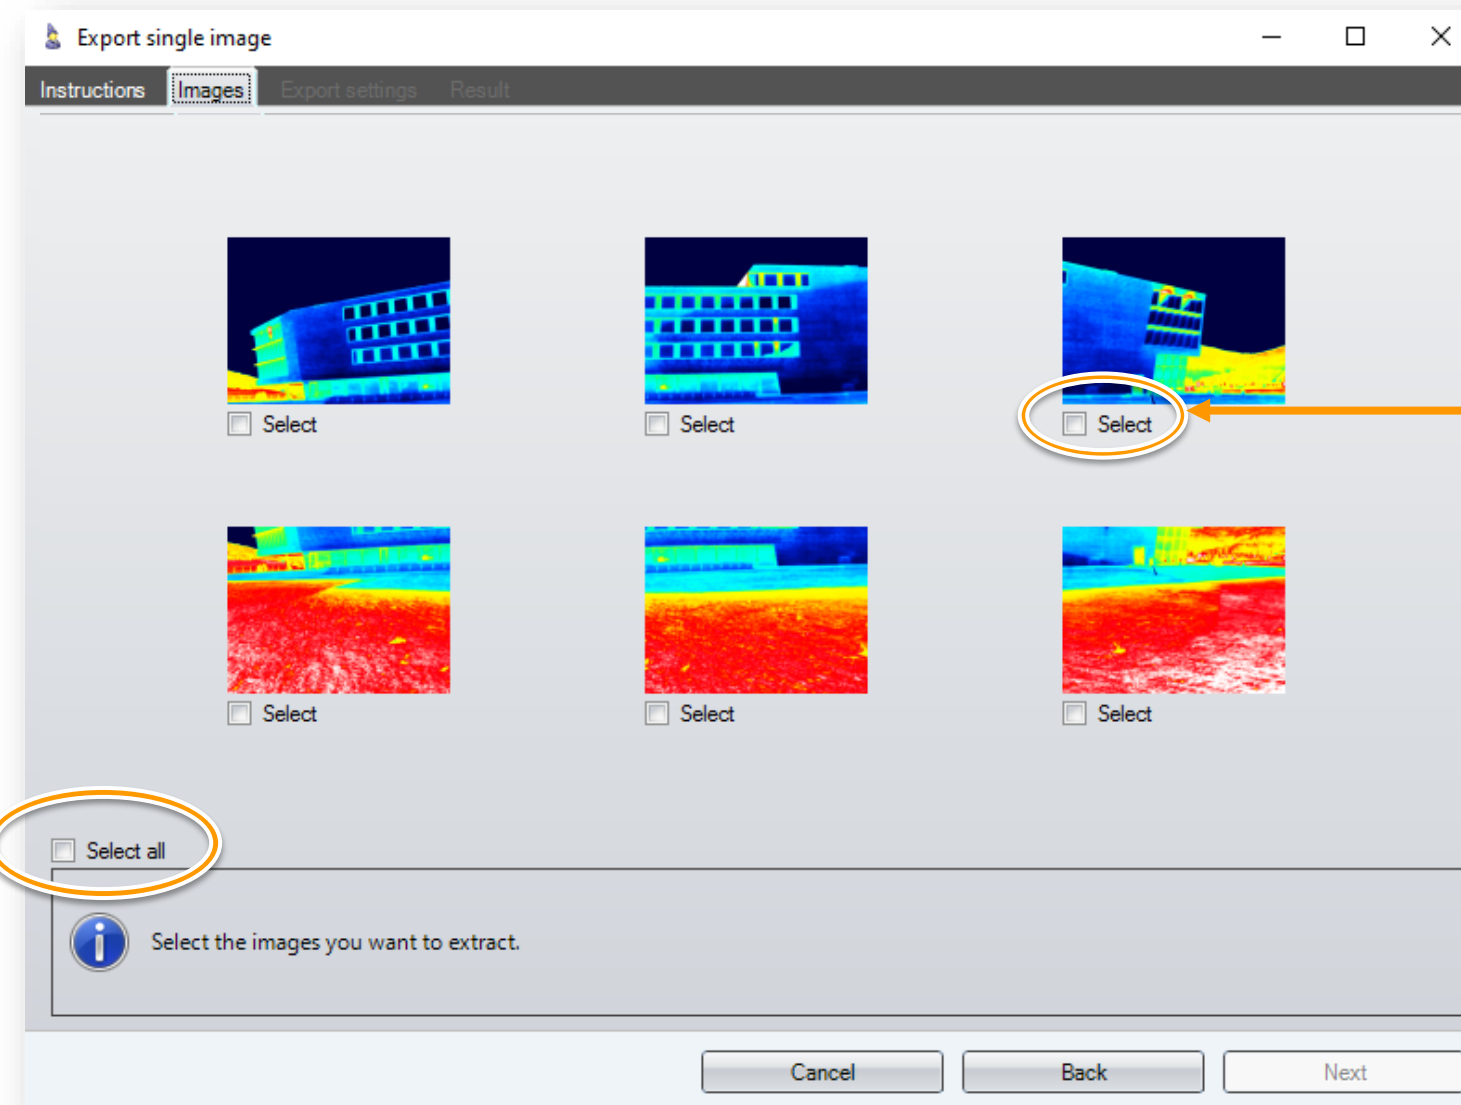 Export single image
Instructions Images Export settings Result
Select Select Select
Select Select Select
Select all
Select the images you want to extract.
Cancel Back Next